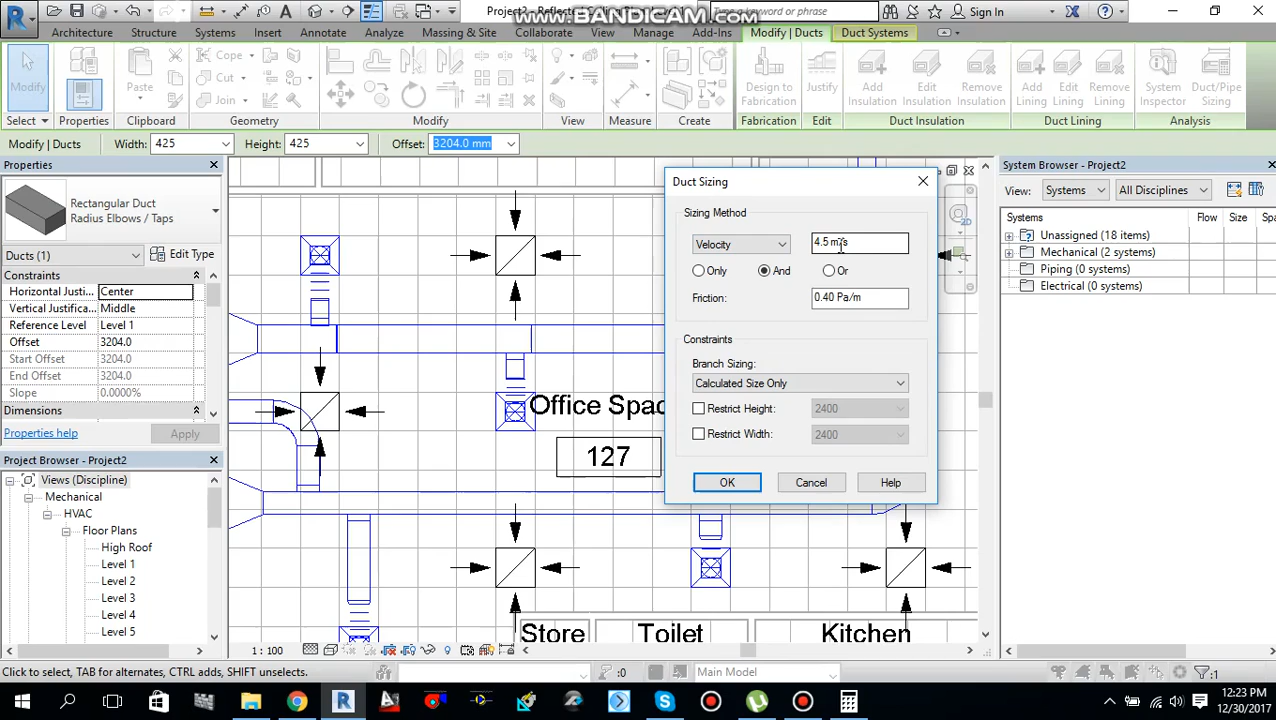 Project2 - Reflected Ceiling Plan:
www.BANDICAM.com
Type a keyword or phrase
Sign In
Architecture Structure Systems Insert Annotate Analyze Massing & Site Collaborate View Manage Add-Ins Modify | Ducts Duct Systems
Modify Paste Cope Cut Join Design to Fabrication Justify Add Insulation Edit Insulation Remove Insulation Add Lining Edit Lining Remove Lining System Inspector Duct/Pipe Sizing
Select Properties Clipboard Geometry Modify View Measure Create Fabrication Edit Duct Insulation Duct Lining Analysis
Modify | Ducts Width: 425 Height: 425 Offset: 3204.0 mm
Properties
Rectangular Duct
Radius Elbows / Taps
Ducts (1) Edit Type
Constraints
Horizontal Justi... Center
Vertical Justifica... Middle
Reference Level Level 1
Offset 3204.0
Start Offset 3204.0
End Offset 3204.0
Slope 0.0000%
Dimensions
Properties help Apply
Project Browser - Project2
Views (Discipline)
Mechanical
HVAC
Floor Plans
High Roof
Level 1
Level 2
Level 3
Level 4
Level 5
Office Spac
127
Store Toilet Kitchen
1 : 100
Duct Sizing
Sizing Method
Velocity 4.5 m/s
Only And Or
Friction: 0.40 Pa/m
Constraints
Branch Sizing:
Calculated Size Only
Restrict Height: 2400
Restrict Width: 2400
OK Cancel Help
System Browser - Project2
View: Systems All Disciplines
Systems Flow Size Space
Unassigned (18 items)
Mechanical (2 systems)
Piping (0 systems)
Electrical (0 systems)
Click to select, TAB for alternates, CTRL adds, SHIFT unselects.
:0 Main Model :1
12:23 PM
12/30/2017